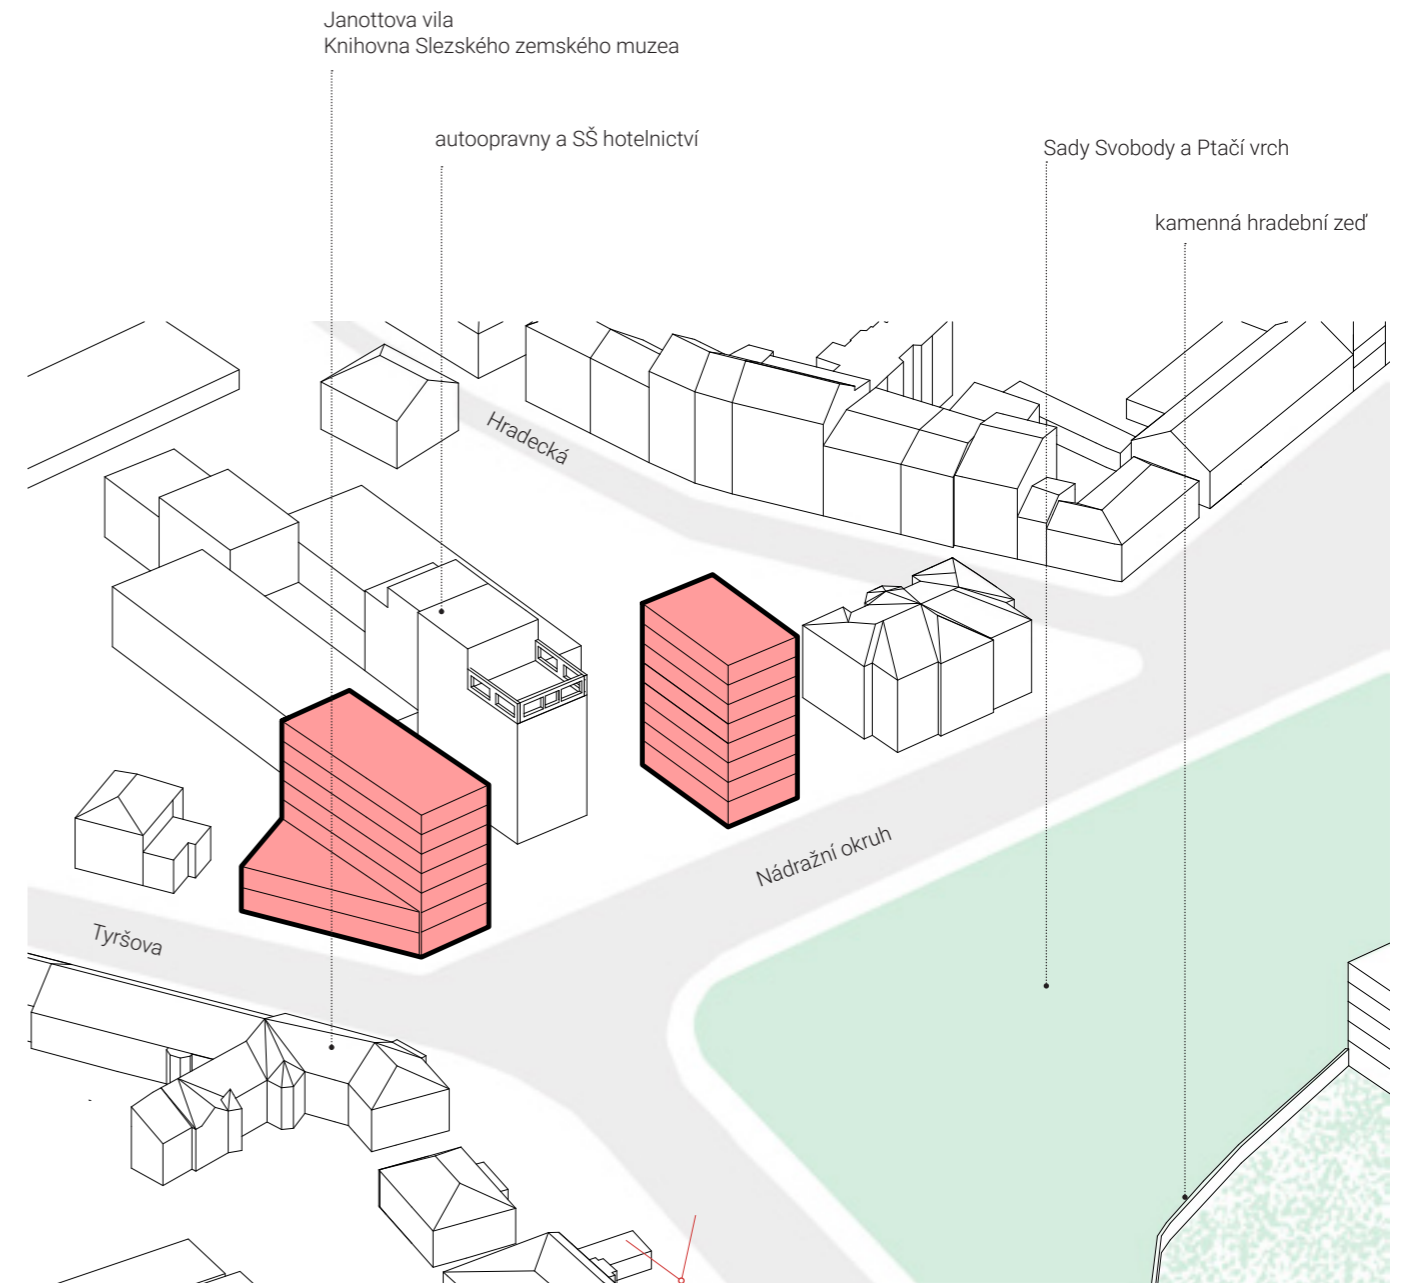 Janottova vila
Knihovna Slezského zemského muzea
autoopravny a SŠ hotelnictví
Sady Svobody a Ptačí vrch
kamenná hradební zeď
Hradecká
Nádražní okruh
Tyršova